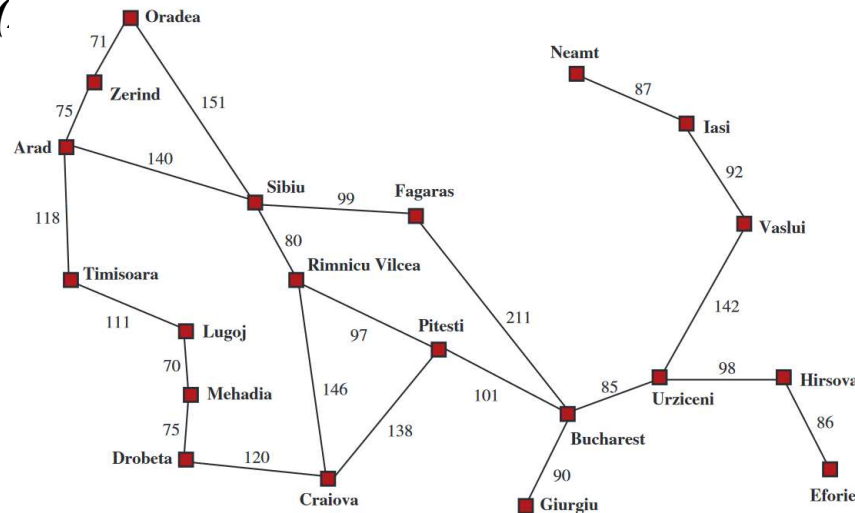 Oradea
71
Neamt
Zerind
87
151
75
Iasi
Arad
140
92
Sibiu
Fagaras
99
118
Vaslui
80
Timisoara
Rimnicu Vilcea
142
211
111
Lugoj
97
Pitesti
98
Hirsova
70
146
101
85
Urziceni
Mehadia
86
75
138
Bucharest
Drobeta
120
90
Eforie
Craiova
Giurgiu